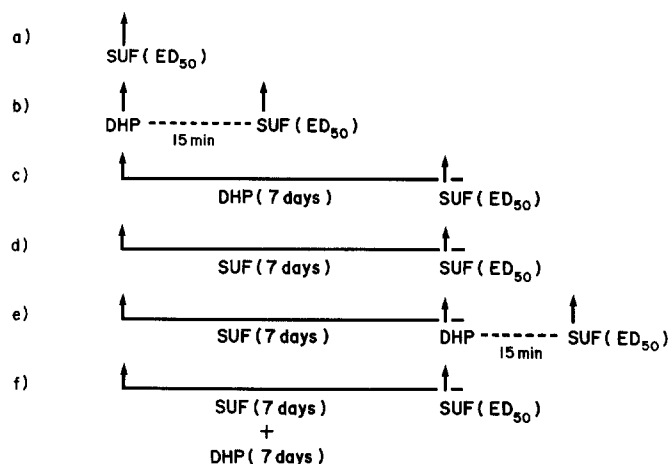 a)
SUF(ED50)
b)
DHP SUF(ED50)
15 min
c)
DHP(7 days) SUF(ED50)
d)
SUF(7 days) SUF(ED50)
e)
SUF(7 days) DHP SUF(ED50)
15 min
f)
SUF(7 days) SUF(ED50)
+
DHP(7 days)